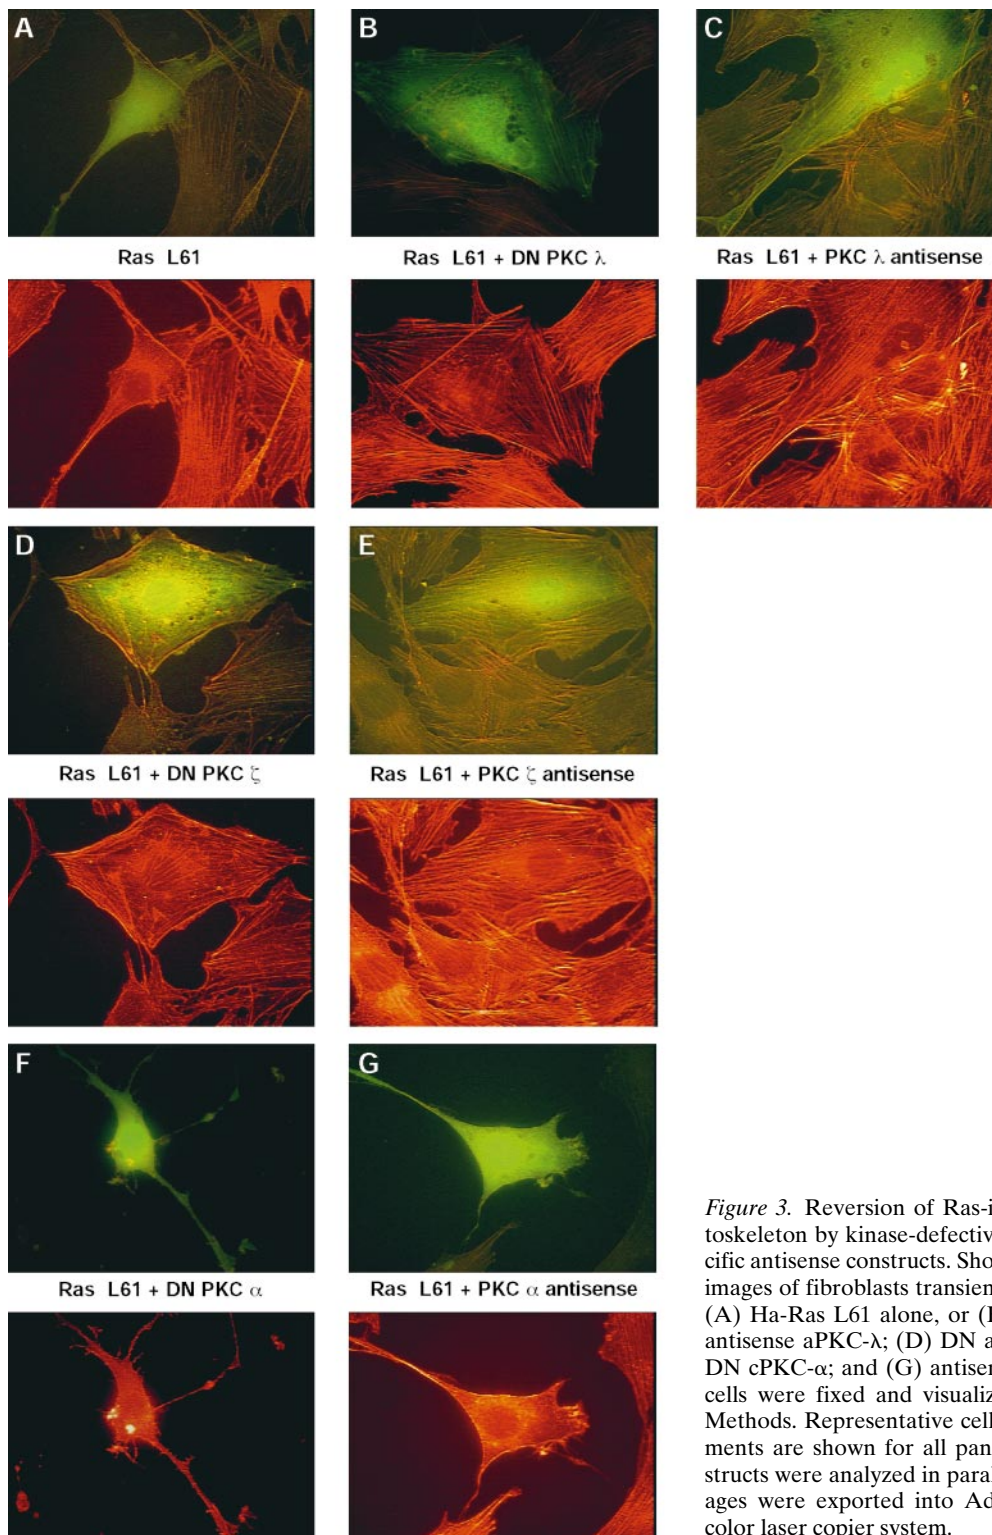 A
B
C
Ras L61
Ras L61 + DN PKC λ
Ras L61 + PKC λ antisense
D
E
Ras L61 + DN PKC ζ
Ras L61 + PKC ζ antisense
F
G
Ras L61 + DN PKC α
Ras L61 + PKC α antisense
Figure 3. Reversion of Ras-i
toskeleton by kinase-defectiv
cific antisense constructs. Sho
images of fibroblasts transien
(A) Ha-Ras L61 alone, or (
antisense aPKC-λ; (D) DN a
DN cPKC-α; and (G) antiser
cells were fixed and visualiz
Methods. Representative cell
ments are shown for all pan
structs were analyzed in paral
ages were exported into Ad
color laser copier system.